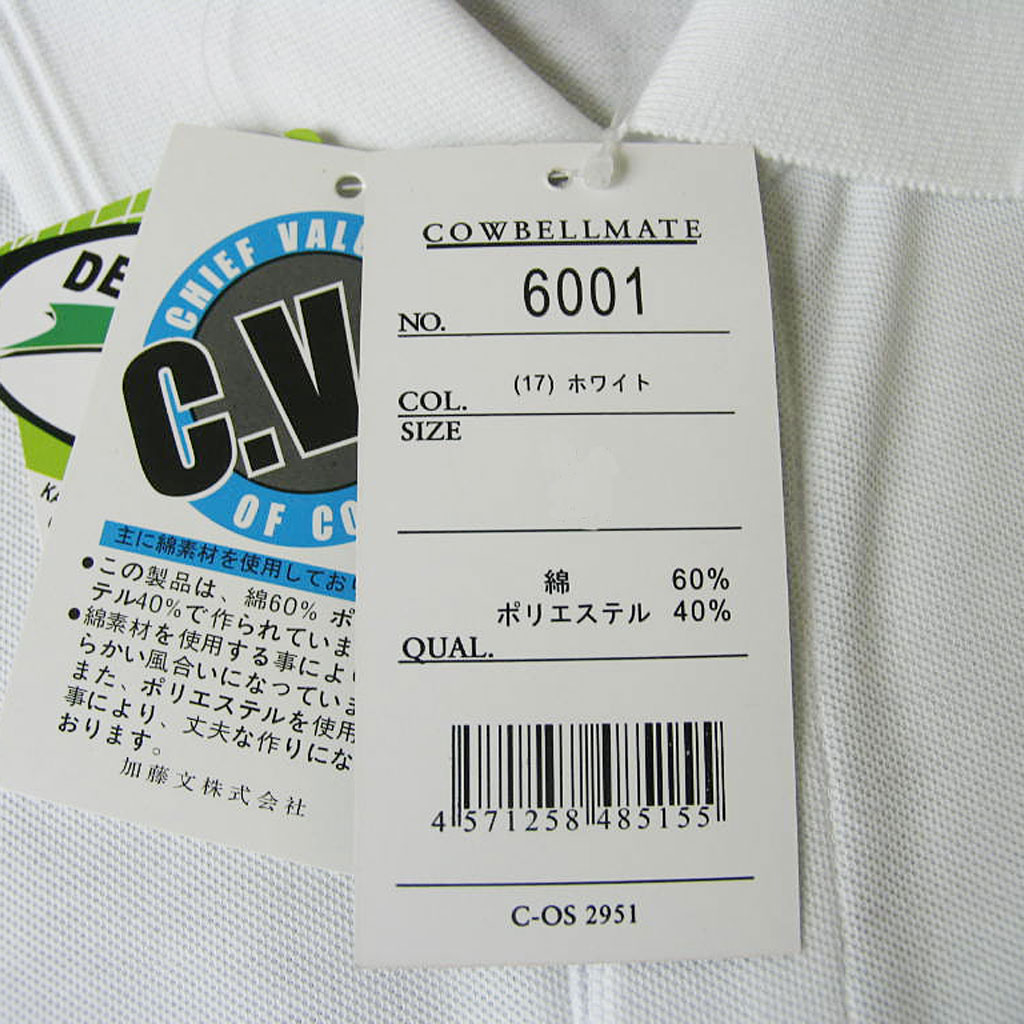 DE
CHIEF VALU
C.V
OF CO
主に綿素材を使用してお
●この製品は、綿60% ポ
テル40%で作られていま
●綿素材を使用する事によ
らかい風合いになってい
また、ポリエステルを使用
事により、丈夫な作りにな
おります。
加藤文株式会社
COWBELLMATE
NO. 6001
COL. (17) ホワイト
SIZE
綿 60%
ポリエステル 40%
QUAL.
4 571258 485155
C-OS 2951